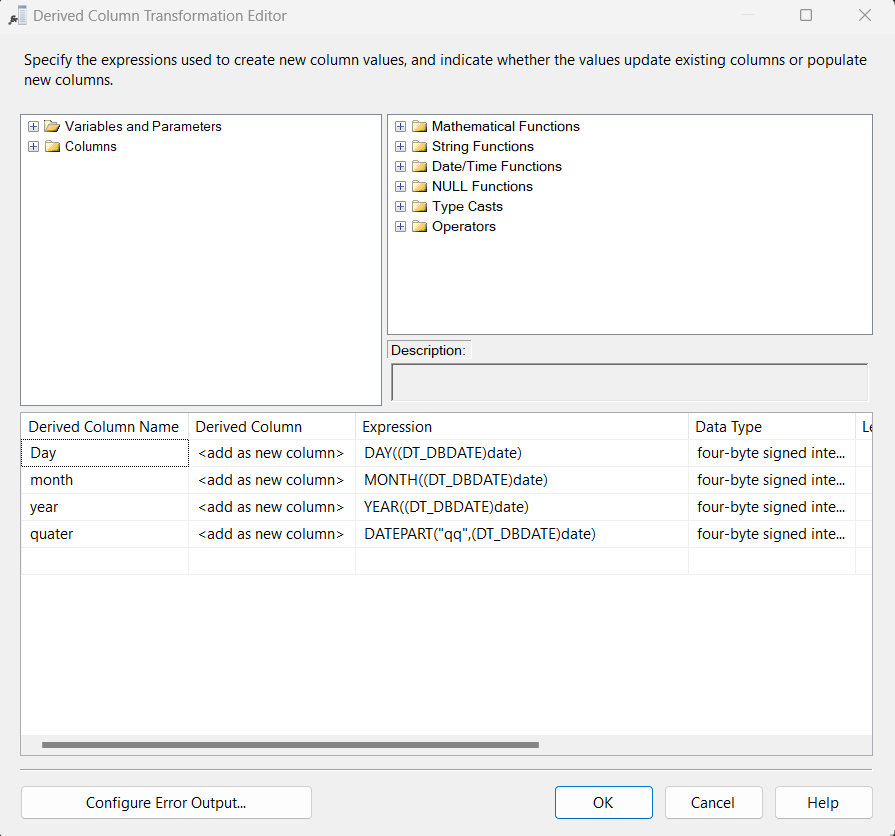 Derived Column Transformation Editor
Specify the expressions used to create new column values, and indicate whether the values update existing columns or populate
new columns.
Variables and Parameters
Columns
Mathematical Functions
String Functions
Date/Time Functions
NULL Functions
Type Casts
Operators
Description:
Derived Column Name Derived Column Expression Data Type Le
Day <add as new column> DAY((DT_DBDATE)date) four-byte signed inte...
month <add as new column> MONTH((DT_DBDATE)date) four-byte signed inte...
year <add as new column> YEAR((DT_DBDATE)date) four-byte signed inte...
quater <add as new column> DATEPART("qq",(DT_DBDATE)date) four-byte signed inte...
Configure Error Output... OK Cancel Help